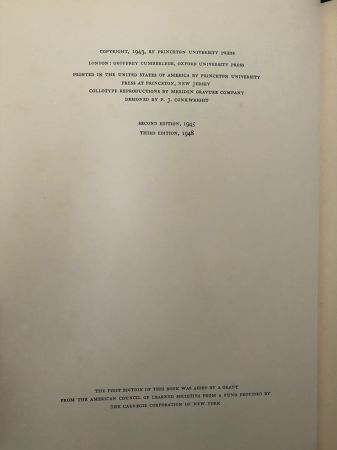 COPYRIGHT, 1943, BY PRINCETON UNIVERSITY PRESS
LONDON: GEOFFREY CUMBERLEGE, OXFORD UNIVERSITY PRESS
PRINTED IN THE UNITED STATES OF AMERICA BY PRINCETON UNIVERSITY
PRESS AT PRINCETON, NEW JERSEY
COLLOTYPE REPRODUCTIONS BY MERIDEN GRAVURE COMPANY
DESIGNED BY P. J. CONKWRIGHT
SECOND EDITION, 1945
THIRD EDITION, 1948
THE FIRST EDITION OF THIS BOOK WAS AIDED BY A GRANT
FROM THE AMERICAN COUNCIL OF LEARNED SOCIETIES FROM A FUND PROVIDED BY
THE CARNEGIE CORPORATION OF NEW YORK